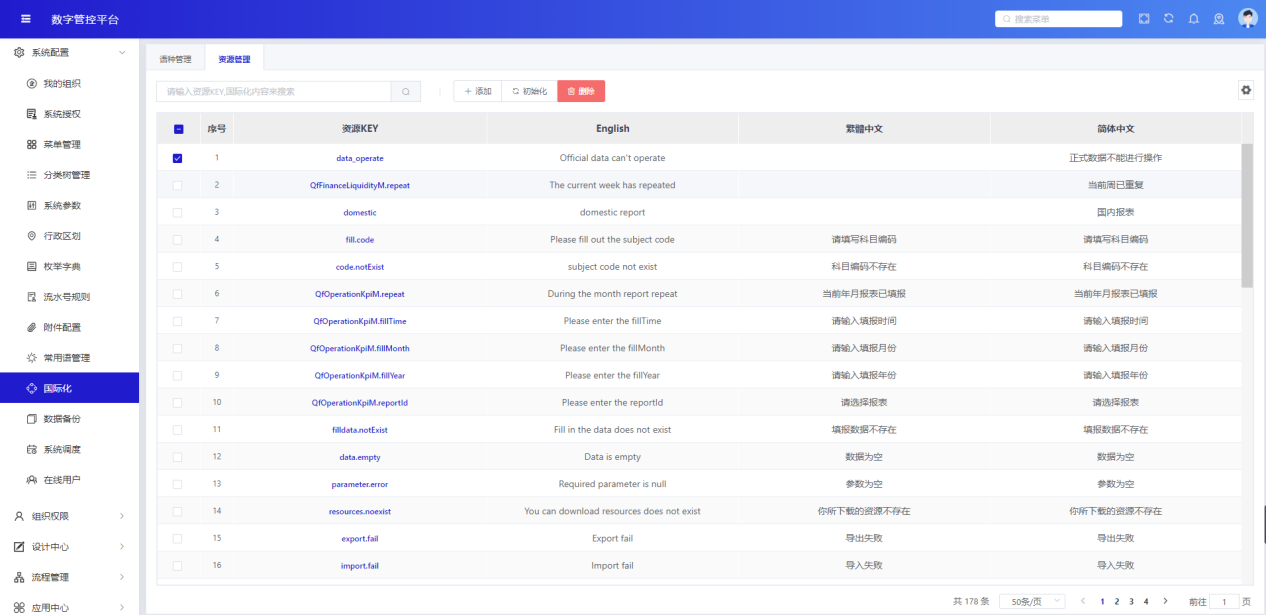 数字管控平台
搜索菜单
系统配置
我的组织
系统授权
菜单管理
分类树管理
系统参数
行政区划
枚举字典
流水号规则
附件配置
常用语管理
国际化
数据备份
系统调度
在线用户
组织权限
设计中心
流程管理
应用中心
语种管理 资源管理
请输入资源KEY,国际化内容来搜索 添加 初始化 删除
序号 资源KEY English 繁體中文 简体中文
1 data_operate Official data can't operate 正式数据不能进行操作
2 QfFinanceLiquidityM.repeat The current week has repeated 当前周已重复
3 domestic domestic report 国内报表
4 fill.code Please fill out the subject code 请填写科目编码 请填写科目编码
5 code.notExist subject code not exist 科目编码不存在 科目编码不存在
6 QfOperationKpiM.repeat During the month report repeat 当前年月报表已填报 当前年月报表已填报
7 QfOperationKpiM.fillTime Please enter the fillTime 请输入填报时间 请输入填报时间
8 QfOperationKpiM.fillMonth Please enter the fillMonth 请输入填报月份 请输入填报月份
9 QfOperationKpiM.fillYear Please enter the fillYear 请输入填报年份 请输入填报年份
10 QfOperationKpiM.reportId Please enter the reportId 请选择报表 请选择报表
11 filldata.notExist Fill in the data does not exist 填报数据不存在 填报数据不存在
12 data.empty Data is empty 数据为空 数据为空
13 parameter.error Required parameter is null 参数为空 参数为空
14 resources.noexist You can download resources does not exist 你所下载的资源不存在 你所下载的资源不存在
15 export.fail Export fail 导出失败 导出失败
16 import.fail Import fail 导入失败 导入失败
共 178 条 50条/页 1 2 3 4 前往 1 页